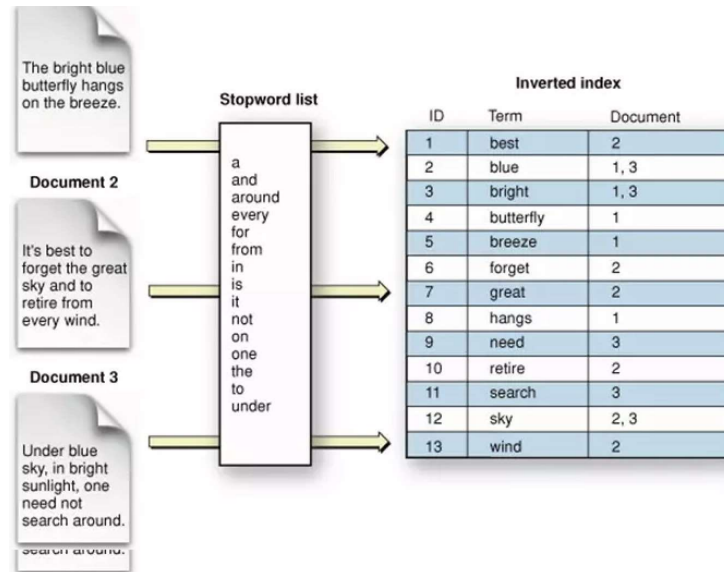 The bright blue
butterfly hangs
on the breeze.
Document 2
It's best to
forget the great
sky and to
retire from
every wind.
Document 3
Under blue
sky, in bright
sunlight, one
need not
search around.
search around.
Stopword list
a
and
around
every
for
from
in
is
it
not
on
one
the
to
under
Inverted index
ID Term Document
1 best 2
2 blue 1, 3
3 bright 1, 3
4 butterfly 1
5 breeze 1
6 forget 2
7 great 2
8 hangs 1
9 need 3
10 retire 2
11 search 3
12 sky 2, 3
13 wind 2